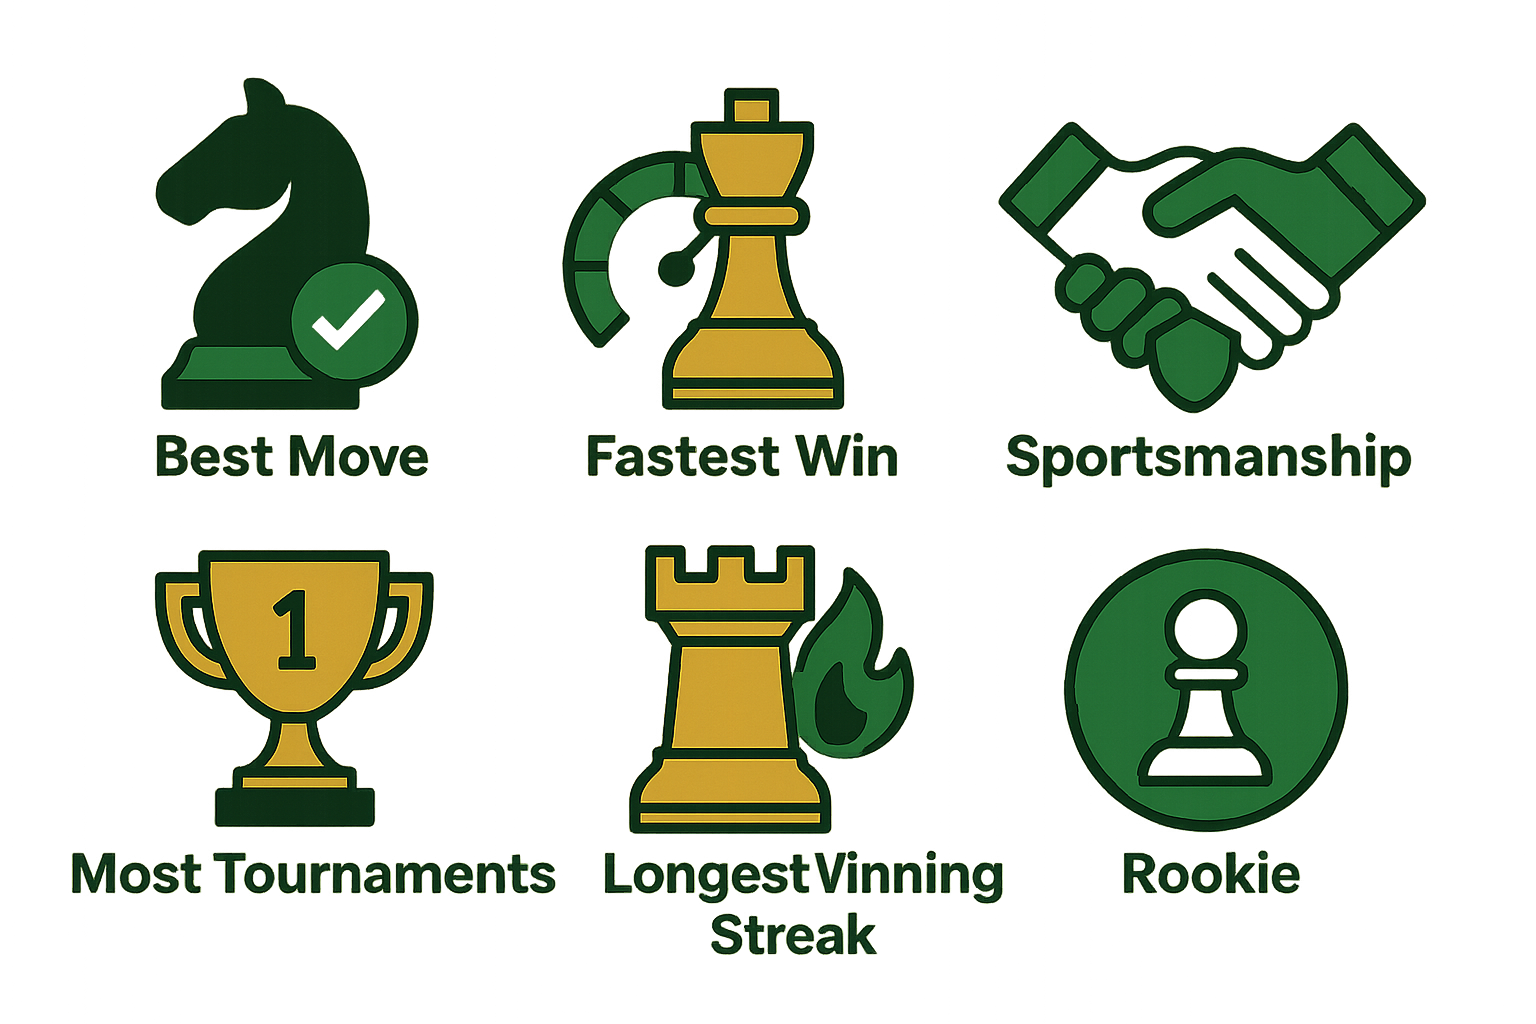 Best Move
Fastest Win
Sportsmanship
1
Most Tournaments
Longest Vinning
Streak
Rookie